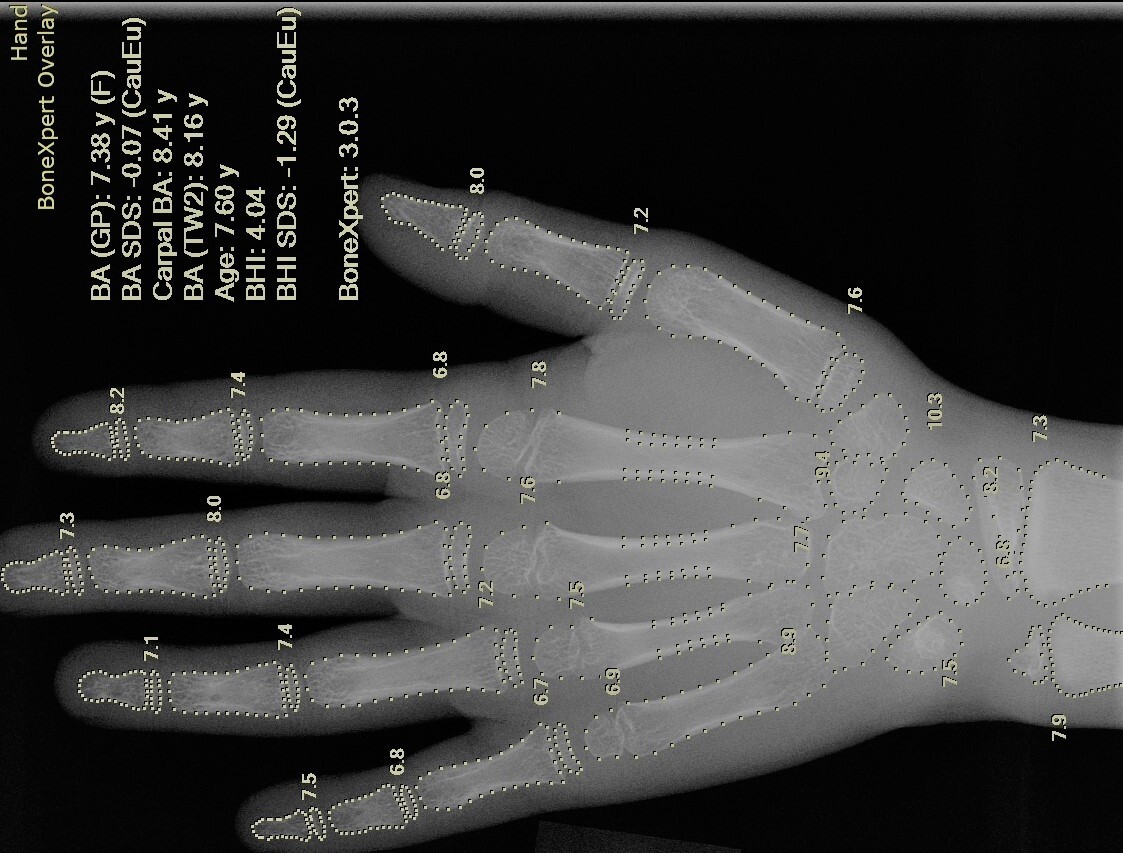 Hand
BoneXpert Overlay
BA (GP): 7.38 y (F)
BA SDS: -0.07 (CauEu)
Carpal BA: 8.41 y
BA (TW2): 8.16 y
Age: 7.60 y
BHI: 4.04
BHI SDS: -1.29 (CauEu)
BoneXpert: 3.0.3
8.0
7.2
7.6
8.2
7.4
6.8
7.8
10.3
7.3
9.4
8.2
7.3
8.0
6.8
7.6
7.7
6.8
7.1
7.4
7.2
7.5
8.9
7.5
7.9
7.5
6.8
6.7
6.9